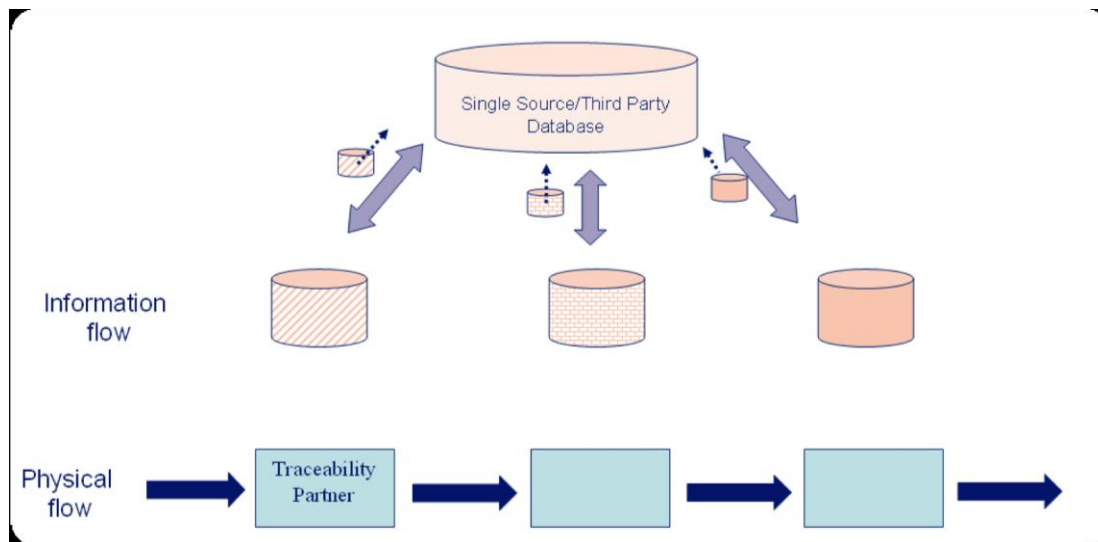 Single Source/Third Party
Database
Information
flow
Physical
flow
Traceability
Partner